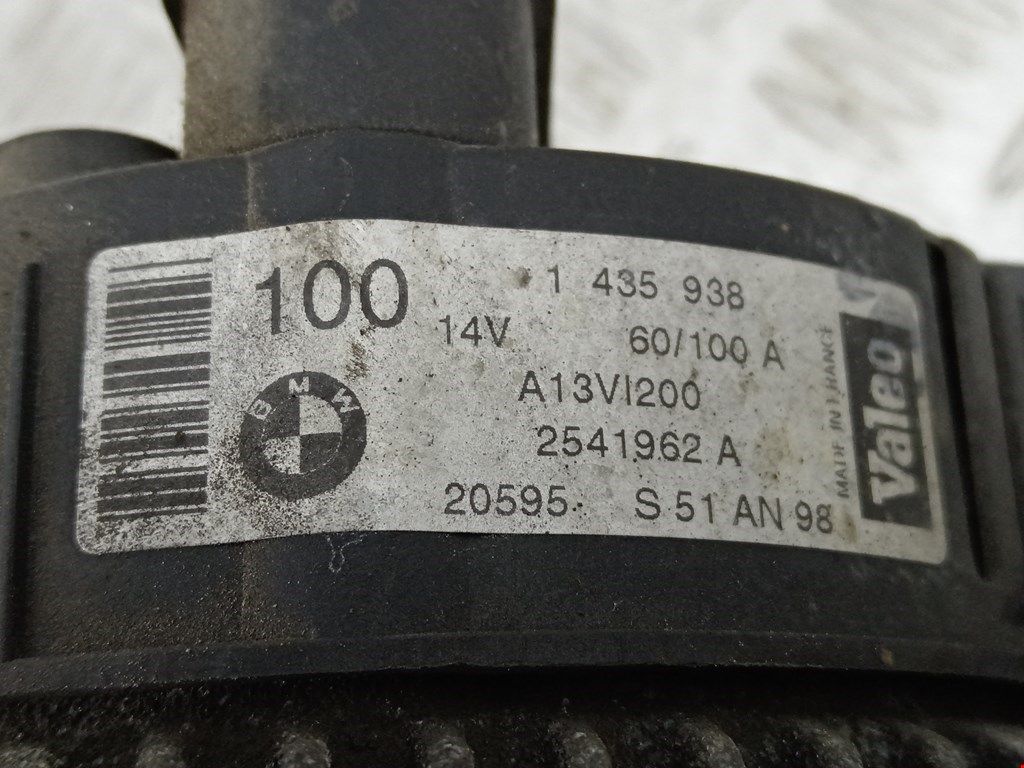 100 1 435 938
14V 60/100 A
BMW A13VI200
2541962 A
20595 S 51 AN 98
MADE IN FRANCE
Valeo